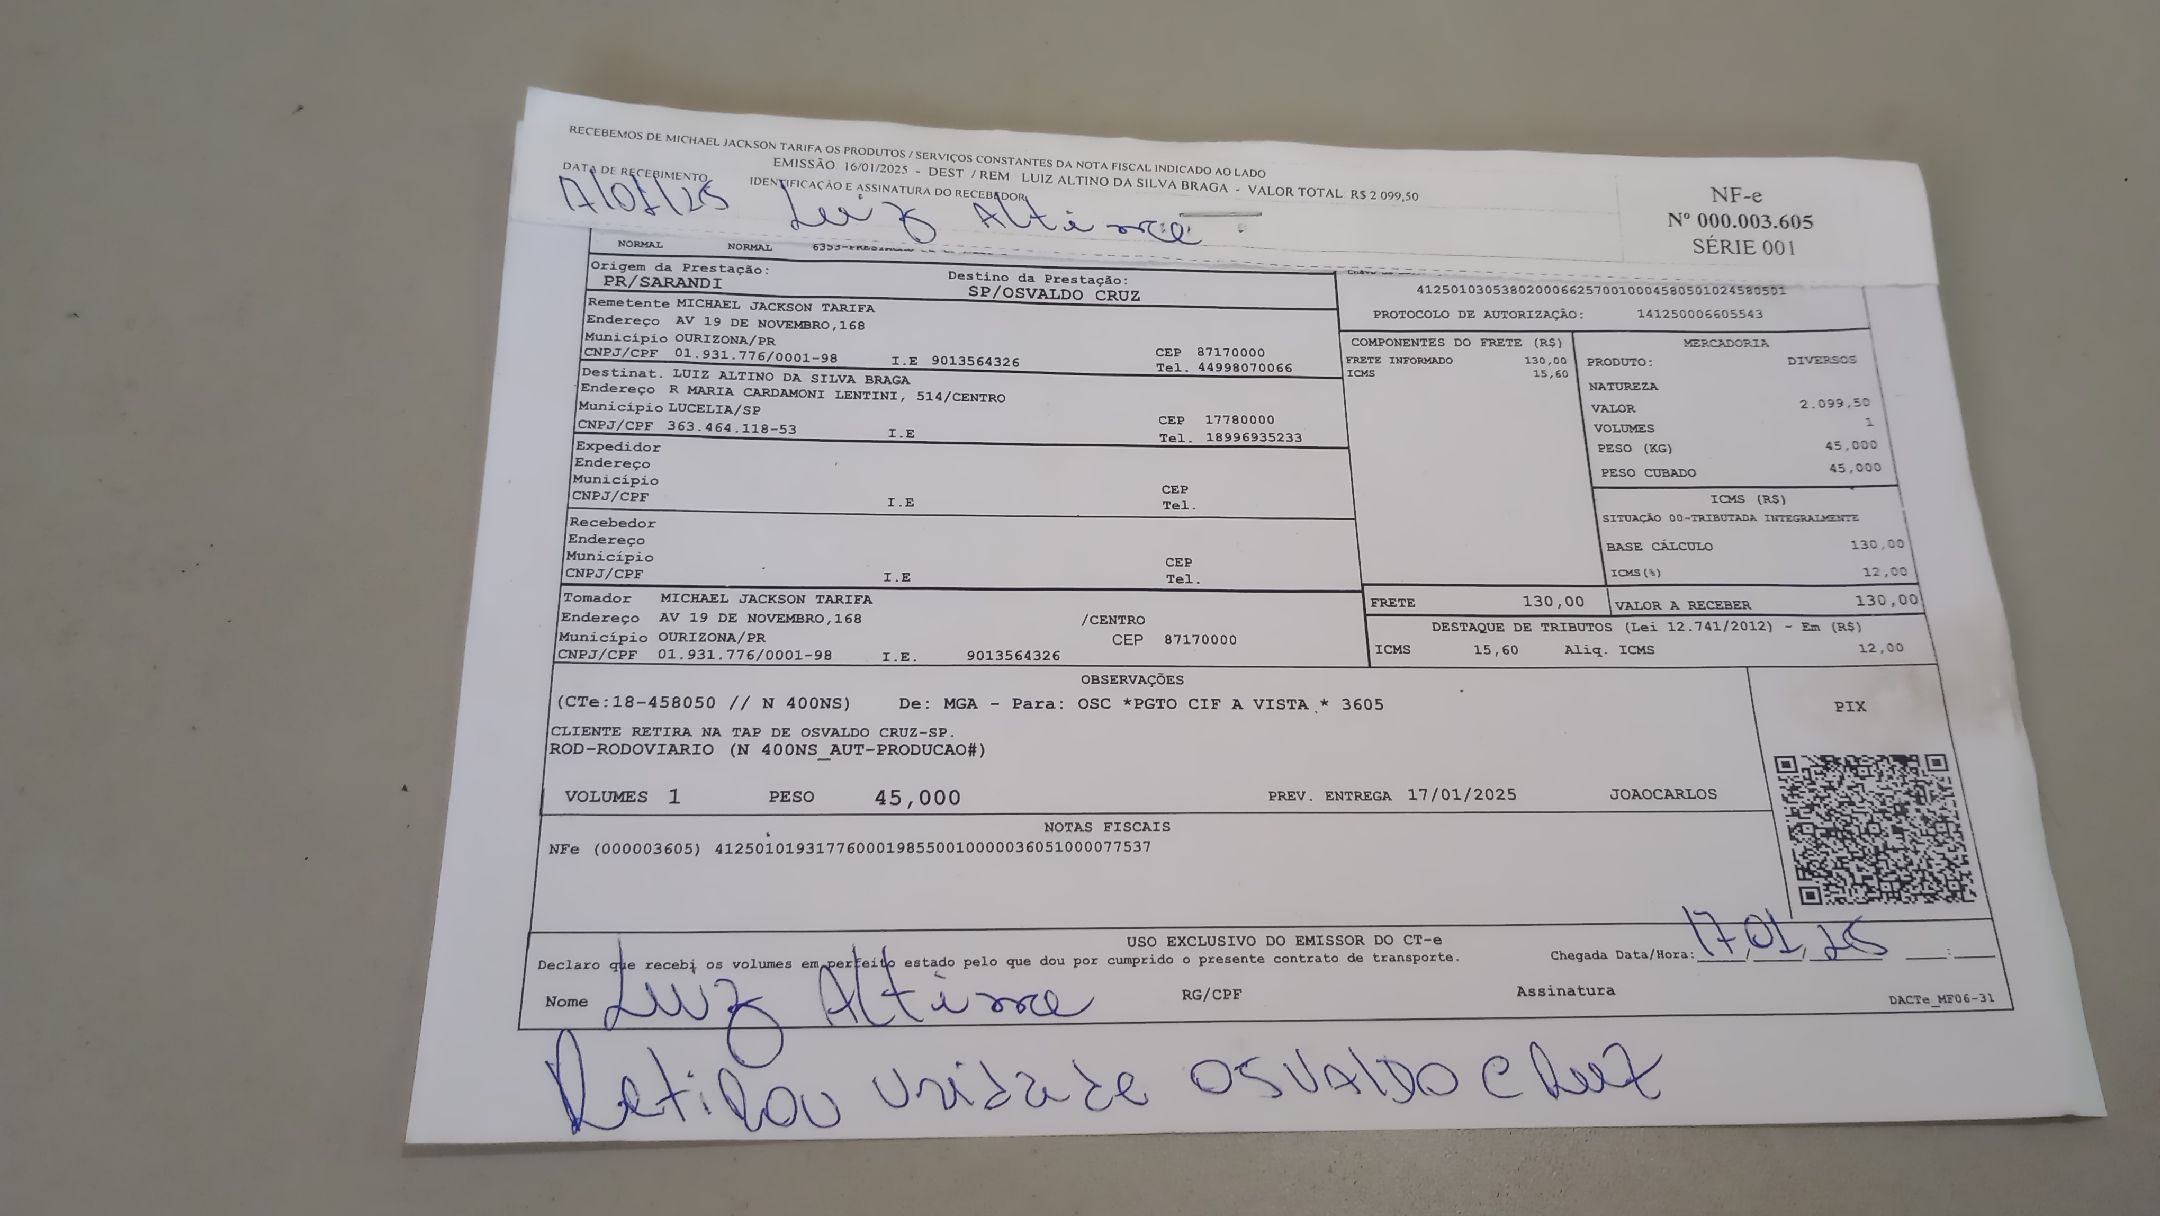 RECEBEMOS DE MICHAEL JACKSON TARIFA OS PRODUTOS / SERVIÇOS CONSTANTES DA NOTA FISCAL INDICADO AO LADO
EMISSÃO 16/01/2025 - DEST / REM LUIZ ALTINO DA SILVA BRAGA - VALOR TOTAL R$ 2 099,50
DATA DE RECEBIMENTO
IDENTIFICAÇÃO E ASSINATURA DO RECEBEDOR
17/01/25 Luiz Altino
NF-e
Nº 000.003.605
SÉRIE 001
NORMAL NORMAL
Origem da Prestação:
PR/SARANDI
Destino da Prestação:
SP/OSVALDO CRUZ
41250103053802000662570010004580501024580501
PROTOCOLO DE AUTORIZAÇÃO: 141250006605543
Remetente MICHAEL JACKSON TARIFA
Endereço AV 19 DE NOVEMBRO,168
Município OURIZONA/PR CEP 87170000
CNPJ/CPF 01.931.776/0001-98 I.E 9013564326 Tel. 44998070066
Destinat. LUIZ ALTINO DA SILVA BRAGA
Endereço R MARIA CARDAMONI LENTINI, 514/CENTRO
Município LUCELIA/SP CEP 17780000
CNPJ/CPF 363.464.118-53 I.E Tel. 18996935233
Expedidor
Endereço
Município CEP
CNPJ/CPF I.E Tel.
Recebedor
Endereço
Município CEP
CNPJ/CPF I.E Tel.
Tomador MICHAEL JACKSON TARIFA
Endereço AV 19 DE NOVEMBRO,168 /CENTRO
Município OURIZONA/PR CEP 87170000
CNPJ/CPF 01.931.776/0001-98 I.E. 9013564326
COMPONENTES DO FRETE (R$)
FRETE INFORMADO 130,00
ICMS 15,60
MERCADORIA
PRODUTO: DIVERSOS
NATUREZA
VALOR 2.099,50
VOLUMES 1
PESO (KG) 45,000
PESO CUBADO 45,000
ICMS (R$)
SITUAÇÃO 00-TRIBUTADA INTEGRALMENTE
BASE CÁLCULO 130,00
ICMS(%) 12,00
FRETE 130,00 VALOR A RECEBER 130,00
DESTAQUE DE TRIBUTOS (Lei 12.741/2012) - Em (R$)
ICMS 15,60 Aliq. ICMS 12,00
OBSERVAÇÕES
(CTe:18-458050 // N 400NS) De: MGA - Para: OSC *PGTO CIF A VISTA * 3605
CLIENTE RETIRA NA TAP DE OSVALDO CRUZ-SP.
ROD-RODOVIARIO (N 400NS_AUT-PRODUCAO#)
PIX
VOLUMES 1 PESO 45,000 PREV. ENTREGA 17/01/2025 JOAOCARLOS
NOTAS FISCAIS
NFe (000003605) 41250101931776000198550010000036051000077537
USO EXCLUSIVO DO EMISSOR DO CT-e
Declaro que recebi os volumes em perfeito estado pelo que dou por cumprido o presente contrato de transporte.
Chegada Data/Hora: 17/01/25 __:__
Nome Luiz Altino RG/CPF Assinatura
DACTe_MF06-31
Retirou unidade OSVALDO CRUZ